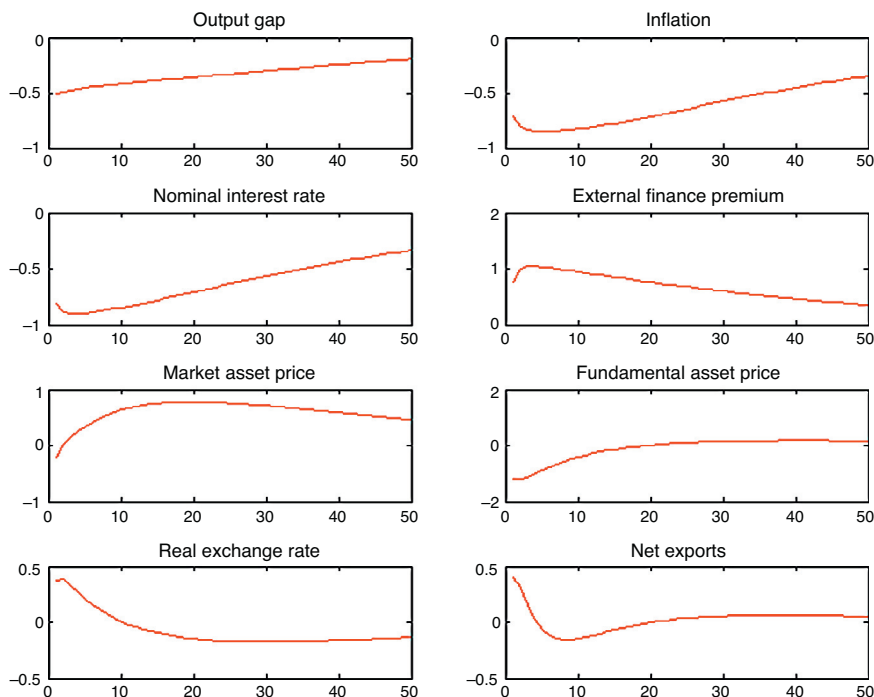 Output gap
0
−0.5
−1
0 10 20 30 40 50
Inflation
0
−0.5
−1
0 10 20 30 40 50
Nominal interest rate
0
−0.5
−1
0 10 20 30 40 50
External finance premium
2
1
0
0 10 20 30 40 50
Market asset price
1
0
−1
0 10 20 30 40 50
Fundamental asset price
2
0
−2
0 10 20 30 40 50
Real exchange rate
0.5
0
−0.5
0 10 20 30 40 50
Net exports
0.5
0
−0.5
0 10 20 30 40 50